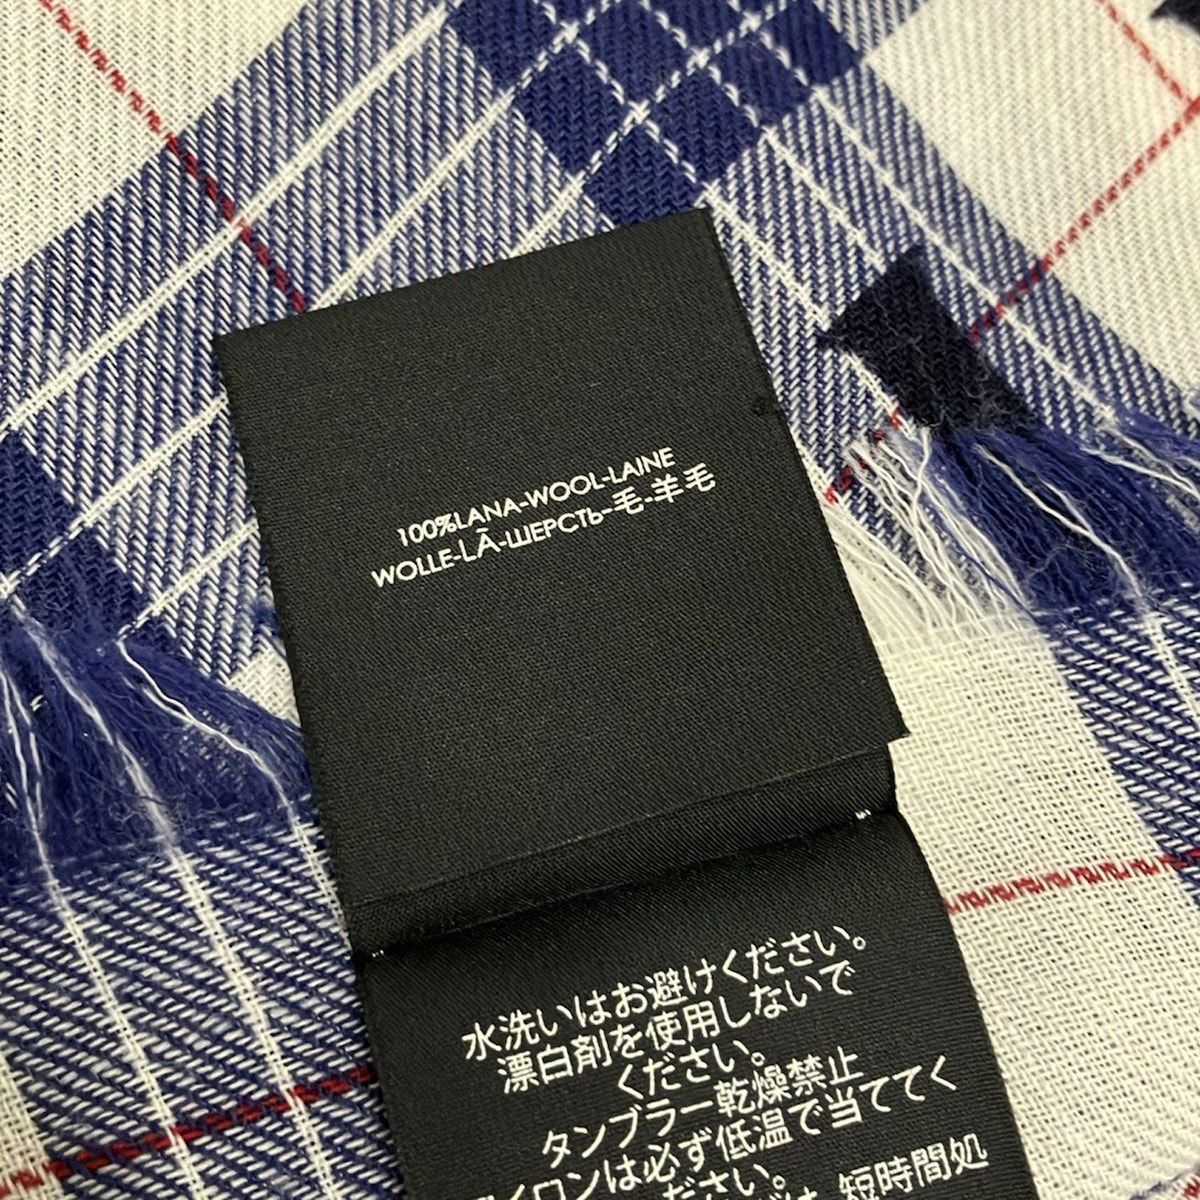 100%LANA-WOOL-LAINE
WOLLE-LÃ-ШЕРСТЬ-毛-羊毛
水洗いはお避けください。
漂白剤を使用しないで
ください。
タンブラー乾燥禁止
イロンは必ず低温で当ててく
ださい。
は、短時間処